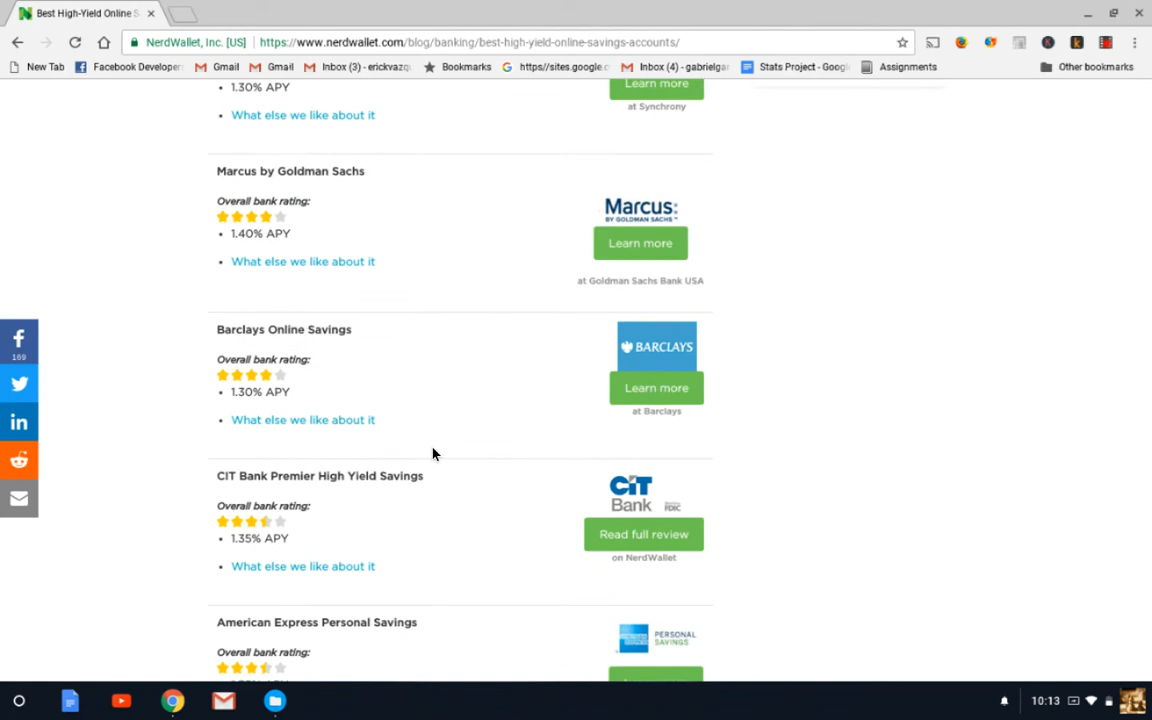 Best High-Yield Online S
NerdWallet, Inc. [US]
https://www.nerdwallet.com/blog/banking/best-high-yield-online-savings-accounts/
New Tab
Facebook Developer
Gmail
Gmail
Inbox (3) - erickvazq
Bookmarks
https//sites.google.c
Inbox (4) - gabrielga
Stats Project - Goog
Assignments
Other bookmarks
1.30% APY
Learn more
at Synchrony
What else we like about it
Marcus by Goldman Sachs
Overall bank rating:
1.40% APY
What else we like about it
Marcus:
BY GOLDMAN SACHS™
Learn more
at Goldman Sachs Bank USA
Barclays Online Savings
Overall bank rating:
1.30% APY
What else we like about it
BARCLAYS
Learn more
at Barclays
CIT Bank Premier High Yield Savings
Overall bank rating:
1.35% APY
What else we like about it
CiT
Bank
FDIC
Read full review
on NerdWallet
American Express Personal Savings
Overall bank rating:
PERSONAL
SAVINGS
169
in
10:13